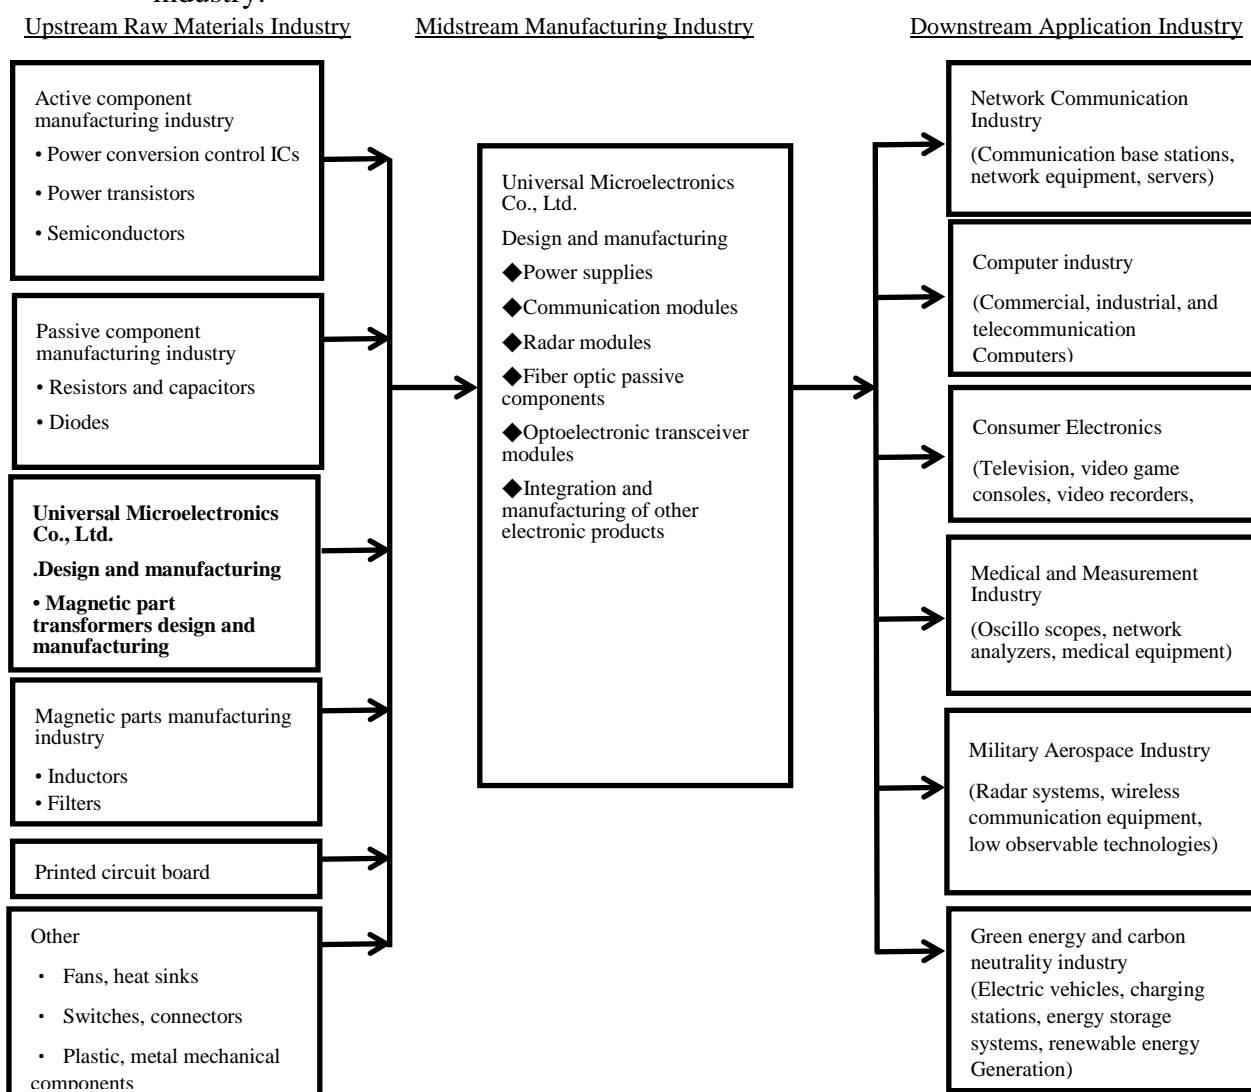 industry.
Upstream Raw Materials Industry
Midstream Manufacturing Industry
Downstream Application Industry
Active component
manufacturing industry
• Power conversion control ICs
• Power transistors
• Semiconductors
Passive component
manufacturing industry
• Resistors and capacitors
• Diodes
Universal Microelectronics
Co., Ltd.
.Design and manufacturing
• Magnetic part
transformers design and
manufacturing
Magnetic parts manufacturing
industry
• Inductors
• Filters
Printed circuit board
Other
• Fans, heat sinks
• Switches, connectors
• Plastic, metal mechanical
components
Universal Microelectronics
Co., Ltd.
Design and manufacturing
◆Power supplies
◆Communication modules
◆Radar modules
◆Fiber optic passive
components
◆Optoelectronic transceiver
modules
◆Integration and
manufacturing of other
electronic products
Network Communication
Industry
(Communication base stations,
network equipment, servers)
Computer industry
(Commercial, industrial, and
telecommunication
Computers)
Consumer Electronics
(Television, video game
consoles, video recorders,
Medical and Measurement
Industry
(Oscillo scopes, network
analyzers, medical equipment)
Military Aerospace Industry
(Radar systems, wireless
communication equipment,
low observable technologies)
Green energy and carbon
neutrality industry
(Electric vehicles, charging
stations, energy storage
systems, renewable energy
Generation)